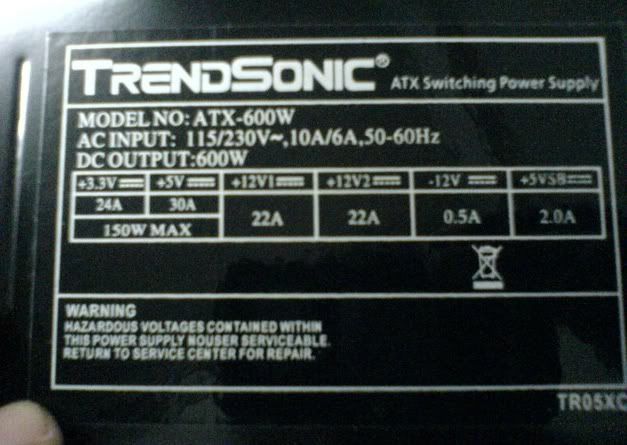 TRENDSONIC® ATX Switching Power Supply
MODEL NO: ATX-600W
AC INPUT: 115/230V~,10A/6A,50-60Hz
DC OUTPUT:600W
+3.3V +5V +12V1 +12V2 -12V +5VSB
24A 30A 22A 22A 0.5A 2.0A
150W MAX
WARNING
HAZARDOUS VOLTAGES CONTAINED WITHIN
THIS POWER SUPPLY NOUSER SERVICEABLE.
RETURN TO SERVICE CENTER FOR REPAIR.
TR05XC